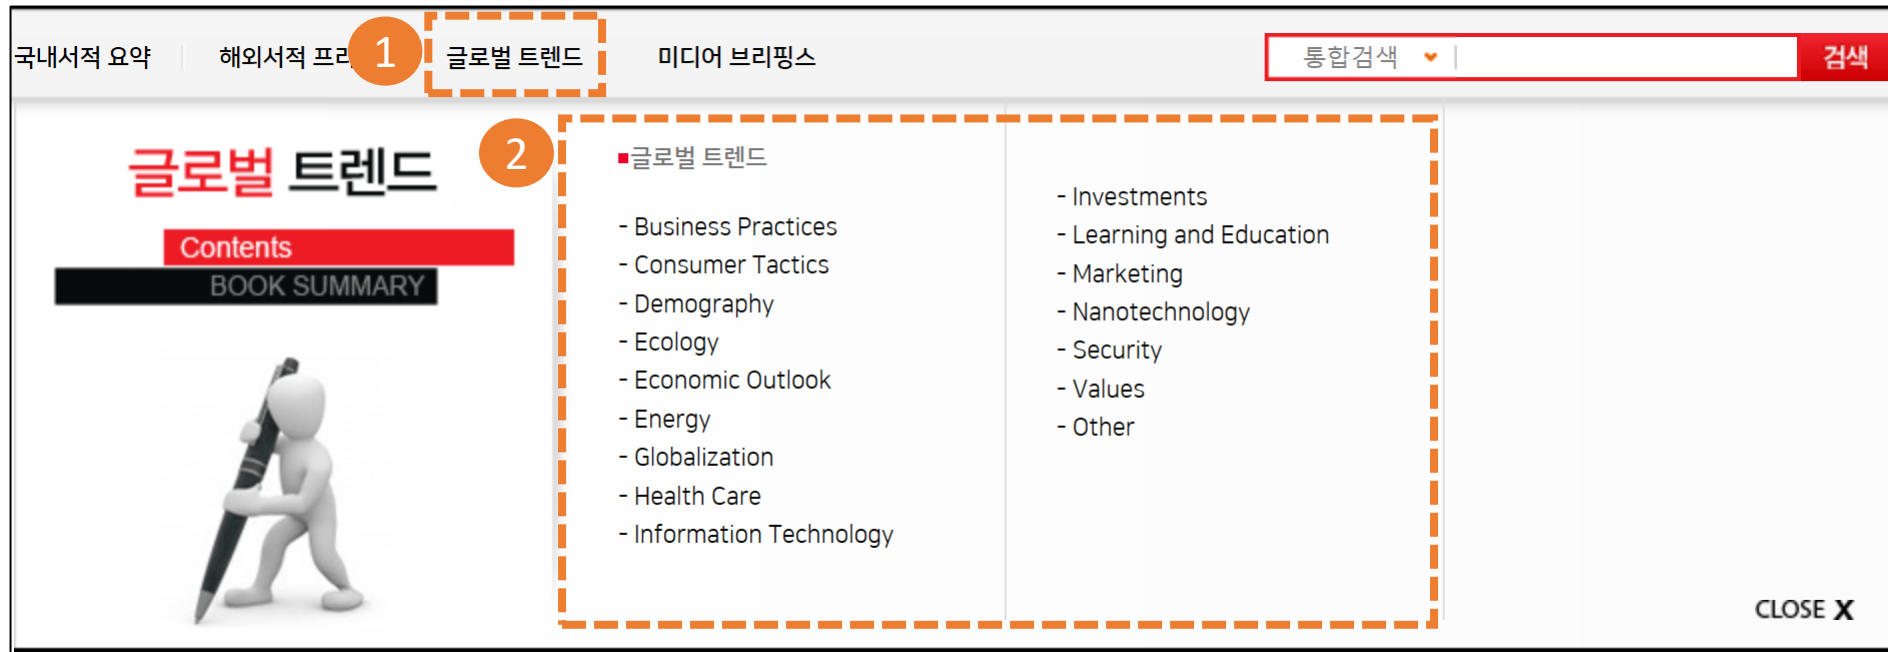 국내서적 요약
해외서적
1
글로벌 트렌드
미디어 브리핑스
통합검색
검색
글로벌 트렌드
Contents
BOOK SUMMARY
2
글로벌 트렌드
- Business Practices
- Consumer Tactics
- Demography
- Ecology
- Economic Outlook
- Energy
- Globalization
- Health Care
- Information Technology
- Investments
- Learning and Education
- Marketing
- Nanotechnology
- Security
- Values
- Other
CLOSE X